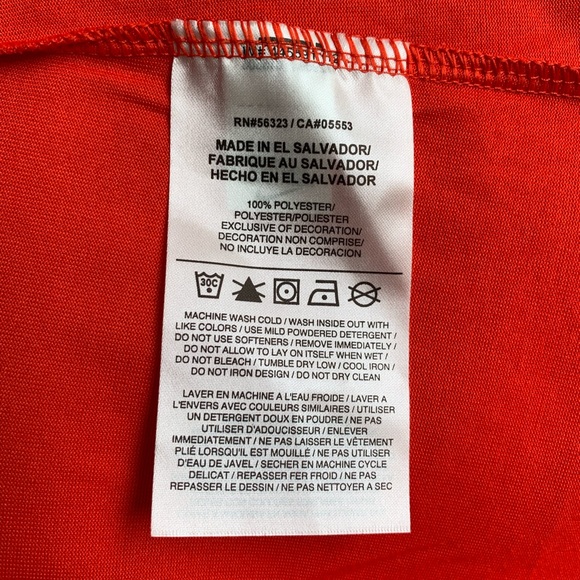 RN#56323 / CA#05553
MADE IN EL SALVADOR/
FABRIQUE AU SALVADOR/
HECHO EN EL SALVADOR
100% POLYESTER/
POLYESTER/POLIESTER
EXCLUSIVE OF DECORATION/
DECORATION NON COMPRISE/
NO INCLUYE LA DECORACION
30C
MACHINE WASH COLD / WASH INSIDE OUT WITH
LIKE COLORS / USE MILD POWDERED DETERGENT /
DO NOT USE SOFTENERS / REMOVE IMMEDIATELY /
DO NOT ALLOW TO LAY ON ITSELF WHEN WET /
DO NOT BLEACH / TUMBLE DRY LOW / COOL IRON /
DO NOT IRON DESIGN / DO NOT DRY CLEAN
LAVER EN MACHINE A L'EAU FROIDE / LAVER A
L'ENVERS AVEC COULEURS SIMILAIRES / UTILISER
UN DETERGENT DOUX EN POUDRE / NE PAS
UTILISER D'ADOUCISSEUR / ENLEVER
IMMEDIATEMENT / NE PAS LAISSER LE VÊTEMENT
PLIÉ LORSQU'IL EST MOUILLÉ / NE PAS UTILISER
D'EAU DE JAVEL / SECHER EN MACHINE CYCLE
DELICAT / REPASSER FER FROID / NE PAS
REPASSER LE DESSIN / NE PAS NETTOYER A SEC